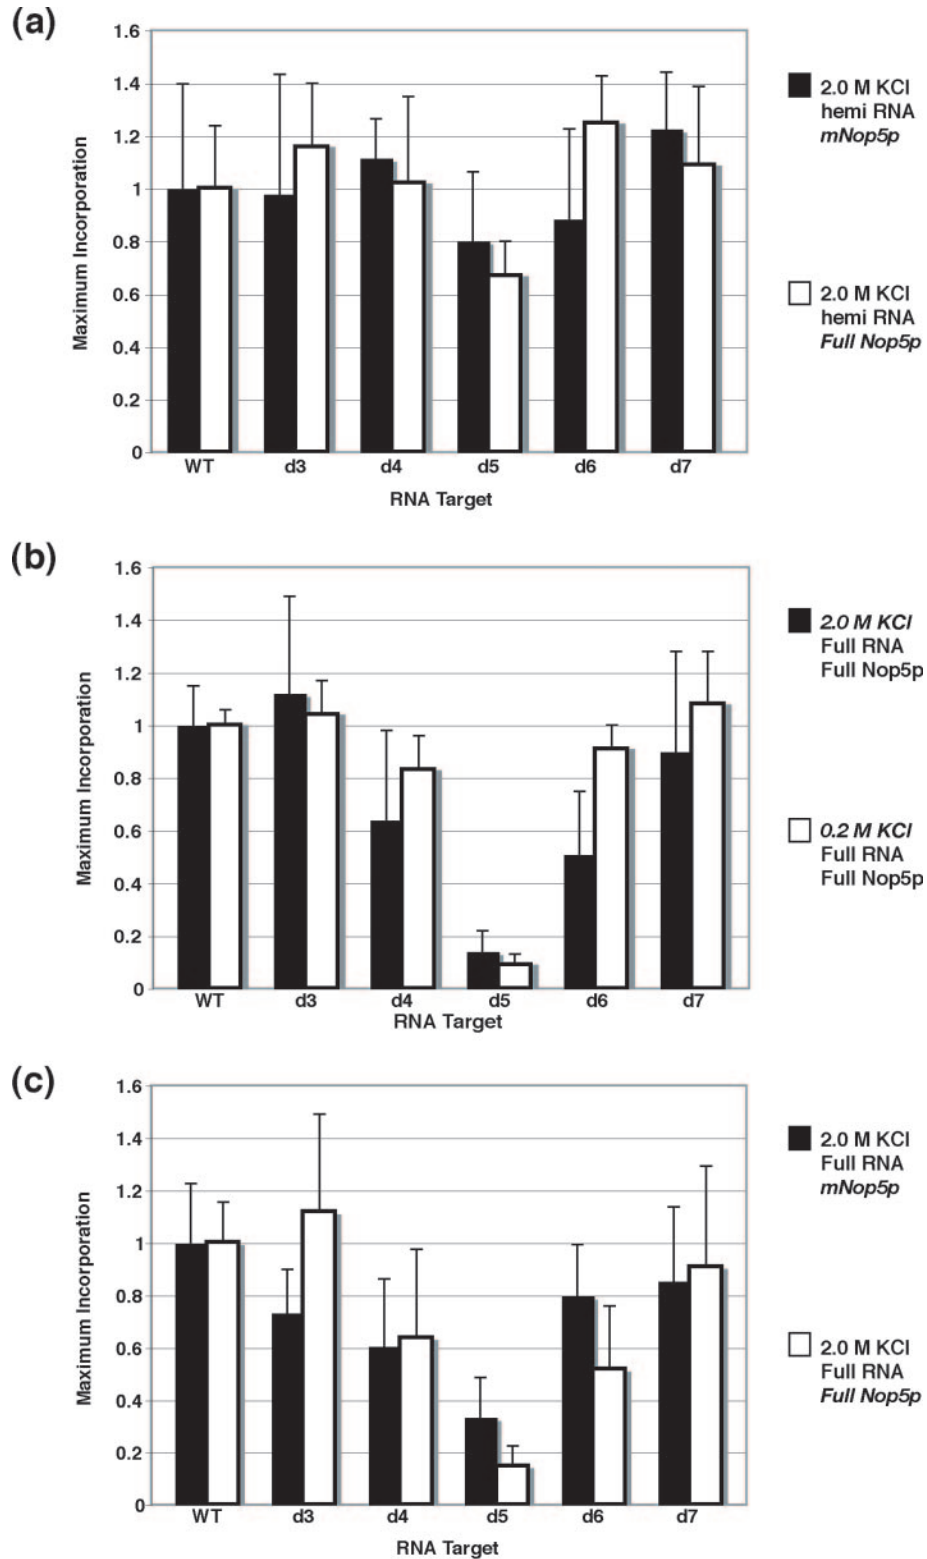 (a)
1.6
1.4
1.2
1
0.8
0.6
0.4
0.2
0
Maximum Incorporation
WT d3 d4 d5 d6 d7
RNA Target
2.0 M KCl
hemi RNA
mNop5p
2.0 M KCl
hemi RNA
Full Nop5p
(b)
1.6
1.4
1.2
1
0.8
0.6
0.4
0.2
0
Maximum Incorporation
WT d3 d4 d5 d6 d7
RNA Target
2.0 M KCl
Full RNA
Full Nop5p
0.2 M KCl
Full RNA
Full Nop5p
(c)
1.6
1.4
1.2
1
0.8
0.6
0.4
0.2
0
Maximum Incorporation
WT d3 d4 d5 d6 d7
RNA Target
2.0 M KCl
Full RNA
mNop5p
2.0 M KCl
Full RNA
Full Nop5p